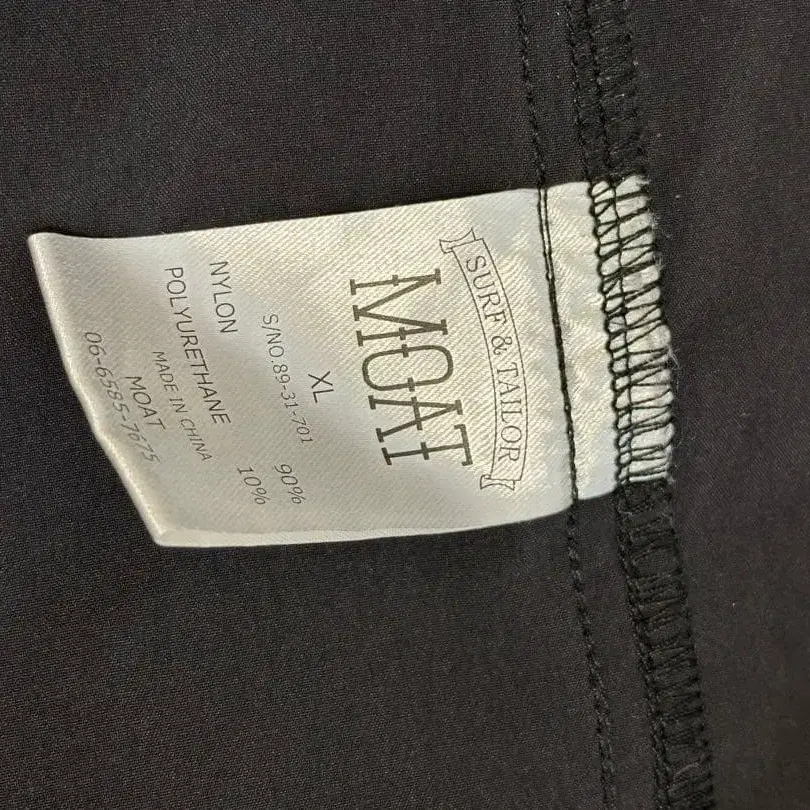 SURF & TAILOR
MOAT
XL
S/NO.89-31-701
NYLON 90%
POLYURETHANE 10%
MADE IN CHINA
MOAT
06-6585-7675